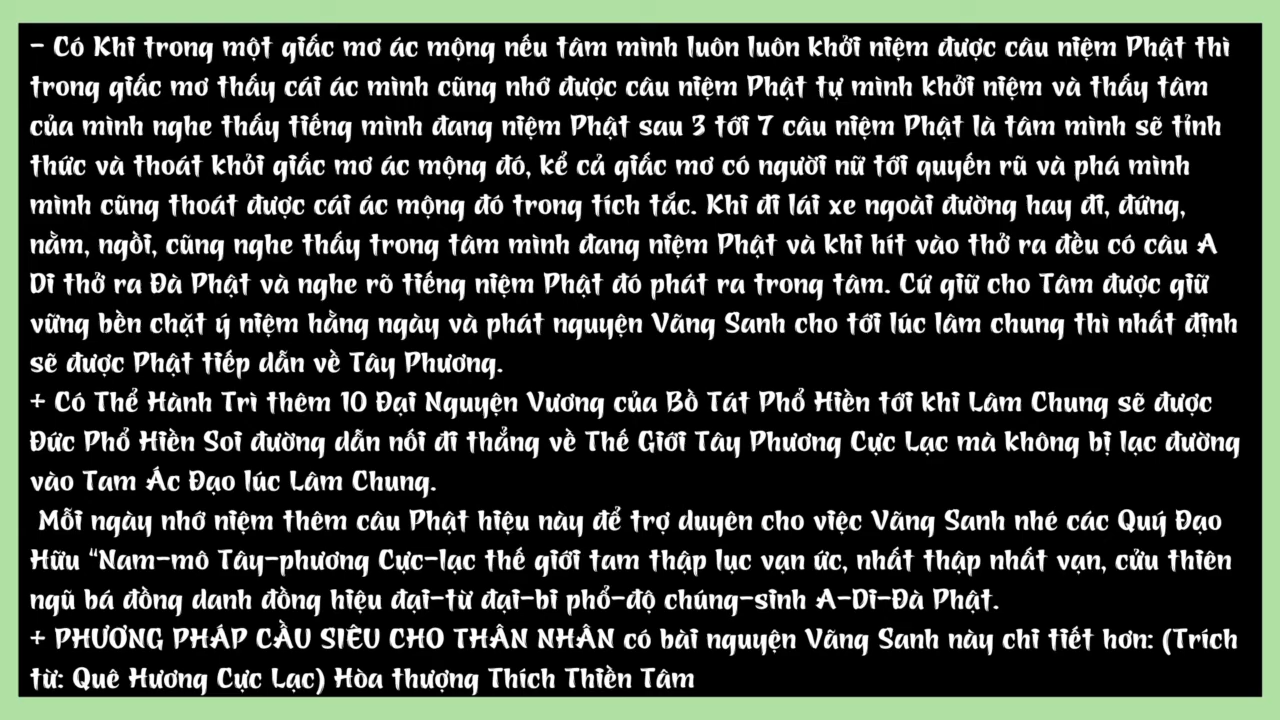 - Có Khi trong một giấc mơ ác mộng nếu tâm mình luôn luôn khởi niệm được câu niệm Phật thì
trong giấc mơ thấy cái ác mình cũng nhớ được câu niệm Phật tự mình khởi niệm và thấy tâm
của mình nghe thấy tiếng mình đang niệm Phật sau 3 tới 7 câu niệm Phật là tâm mình sẽ tỉnh
thức và thoát khỏi giấc mơ ác mộng đó, kể cả giấc mơ có người nữ tới quyến rũ và phá mình
mình cũng thoát được cái ác mộng đó trong tích tắc. Khi đi lái xe ngoài đường hay đi, đứng,
nằm, ngồi, cũng nghe thấy trong tâm mình đang niệm Phật và khi hít vào thở ra đều có câu A
Di thở ra Đà Phật và nghe rõ tiếng niệm Phật đó phát ra trong tâm. Cứ giữ cho Tâm được giữ
vững bền chặt ý niệm hằng ngày và phát nguyện Vãng Sanh cho tới lúc lâm chung thì nhất định
sẽ được Phật tiếp dẫn về Tây Phương.
+ Có Thể Hành Trì thêm 10 Đại Nguyện Vương của Bồ Tát Phổ Hiền tới khi Lâm Chung sẽ được
Đức Phổ Hiền Soi đường dẫn nối đi thẳng về Thế Giới Tây Phương Cực Lạc mà không bị lạc đường
vào Tam Ác Đạo lúc Lâm Chung.
Mỗi ngày nhớ niệm thêm câu Phật hiệu này để trợ duyên cho việc Vãng Sanh nhé các Quý Đạo
Hữu “Nam-mô Tây-phương Cực-lạc thế giới tam thập lục vạn ức, nhất thập nhất vạn, cửu thiên
ngũ bá đồng danh đồng hiệu đại-từ đại-bi phổ-độ chúng-sinh A-Di-Đà Phật.
+ PHƯƠNG PHÁP CẦU SIÊU CHO THÂN NHÂN có bài nguyện Vãng Sanh này chi tiết hơn: (Trích
từ: Quê Hương Cực Lạc) Hòa thượng Thích Thiền Tâm